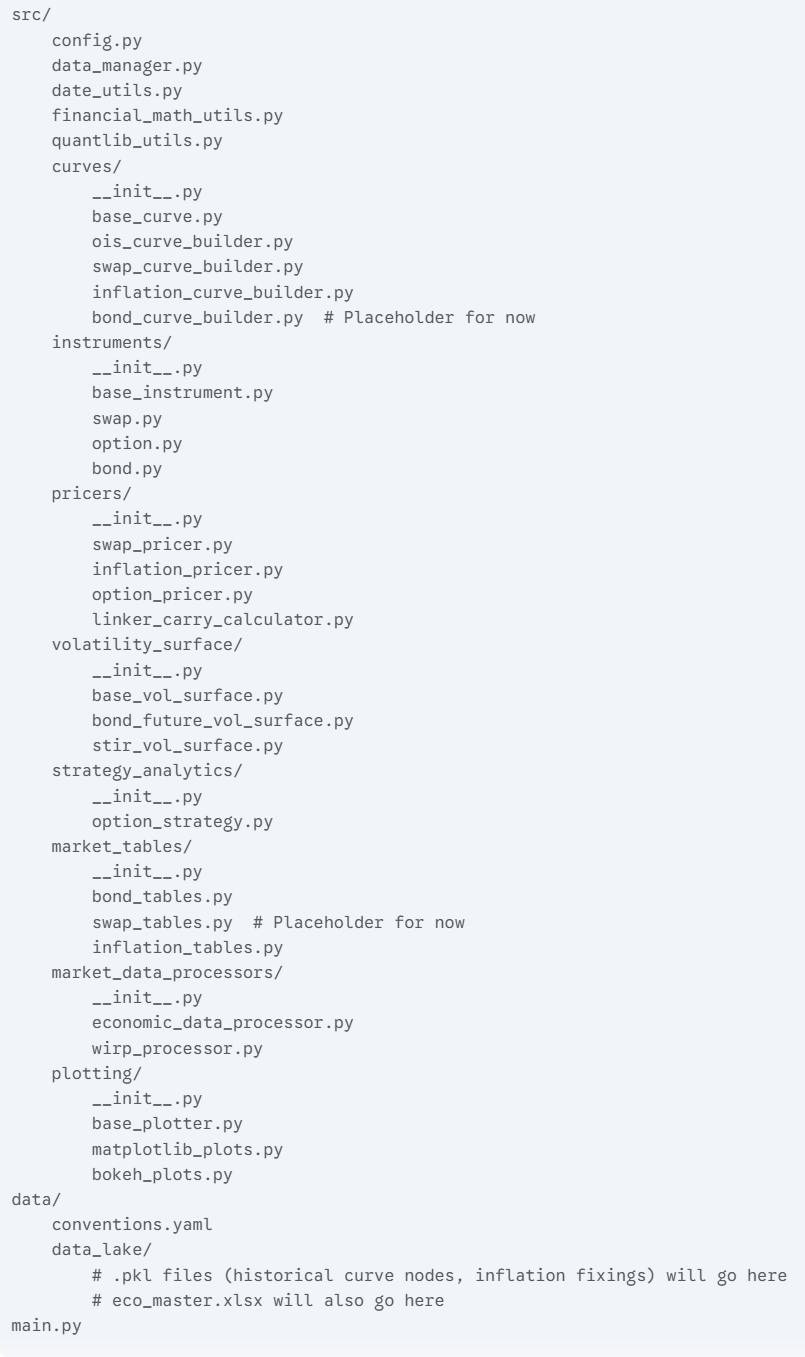 src/
    config.py
    data_manager.py
    date_utils.py
    financial_math_utils.py
    quantlib_utils.py
    curves/
        __init__.py
        base_curve.py
        ois_curve_builder.py
        swap_curve_builder.py
        inflation_curve_builder.py
        bond_curve_builder.py  # Placeholder for now
    instruments/
        __init__.py
        base_instrument.py
        swap.py
        option.py
        bond.py
    pricers/
        __init__.py
        swap_pricer.py
        inflation_pricer.py
        option_pricer.py
        linker_carry_calculator.py
    volatility_surface/
        __init__.py
        base_vol_surface.py
        bond_future_vol_surface.py
        stir_vol_surface.py
    strategy_analytics/
        __init__.py
        option_strategy.py
    market_tables/
        __init__.py
        bond_tables.py
        swap_tables.py  # Placeholder for now
        inflation_tables.py
    market_data_processors/
        __init__.py
        economic_data_processor.py
        wirp_processor.py
    plotting/
        __init__.py
        base_plotter.py
        matplotlib_plots.py
        bokeh_plots.py
data/
    conventions.yaml
    data_lake/
        # .pkl files (historical curve nodes, inflation fixings) will go here
        # eco_master.xlsx will also go here
main.py